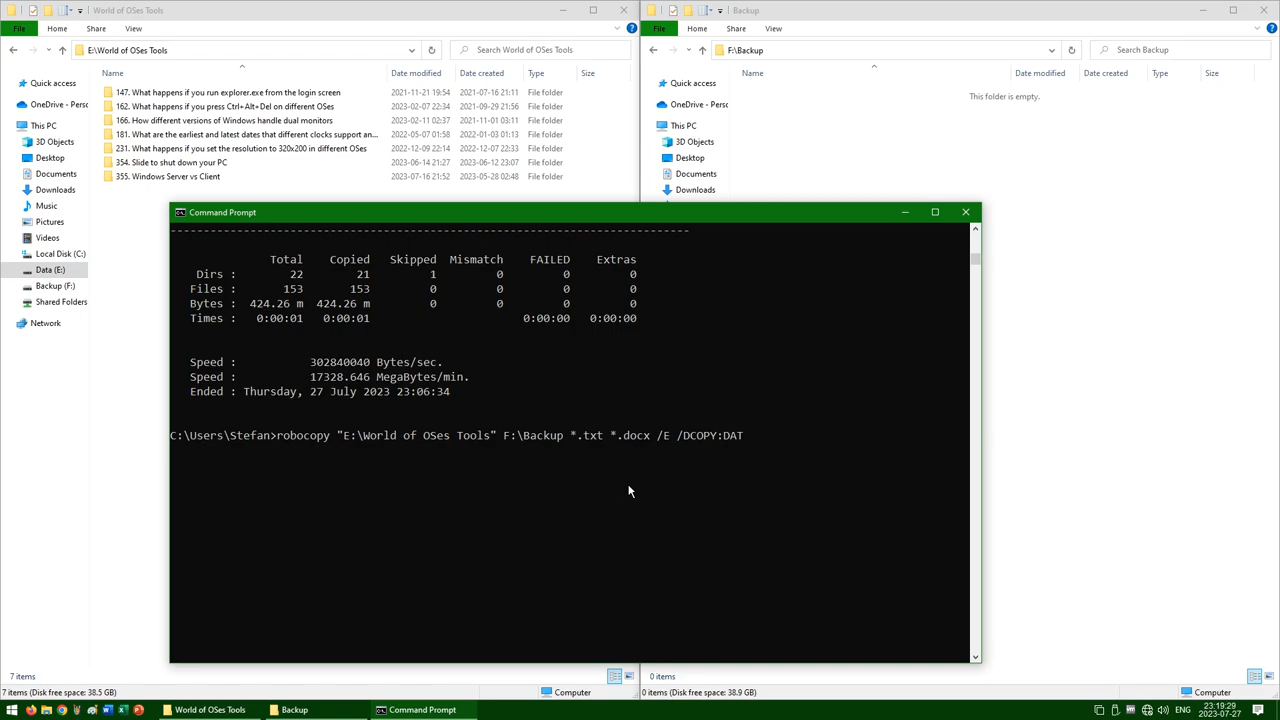 World of OSes Tools
File Home Share View
E:\World of OSes Tools
Search World of OSes Tools
Name Date modified Date created Type Size
Quick access
OneDrive - Perso
This PC
3D Objects
Desktop
Documents
Downloads
Music
Pictures
Videos
Local Disk (C:)
Data (E:)
Backup (F:)
Shared Folders
Network
147. What happens if you run explorer.exe from the login screen 2021-11-21 19:54 2021-07-16 21:11 File folder
162. What happens if you press Ctrl+Alt+Del on different OSes 2023-02-07 22:34 2021-09-29 21:56 File folder
166. How different versions of Windows handle dual monitors 2023-02-11 02:37 2021-11-01 03:11 File folder
181. What are the earliest and latest dates that different clocks support an... 2022-05-07 01:58 2022-01-03 01:13 File folder
231. What happens if you set the resolution to 320x200 in different OSes 2022-12-09 22:14 2022-12-07 22:33 File folder
354. Slide to shut down your PC 2023-06-14 21:27 2023-06-12 23:07 File folder
355. Windows Server vs Client 2023-07-16 21:52 2023-05-28 02:48 File folder
7 items
7 items (Disk free space: 38.5 GB) Computer
Backup
File Home Share View
F:\Backup
Search Backup
Name Date modified Date created Type Size
This folder is empty.
Quick access
OneDrive - Perso
This PC
3D Objects
Desktop
Documents
Downloads
0 items
0 items (Disk free space: 38.9 GB) Computer
Command Prompt
-----------------------------------------------------------------------------
Total Copied Skipped Mismatch FAILED Extras
Dirs : 22 21 1 0 0 0
Files : 153 153 0 0 0 0
Bytes : 424.26 m 424.26 m 0 0 0 0
Times : 0:00:01 0:00:01 0:00:00 0:00:00
Speed : 302840040 Bytes/sec.
Speed : 17328.646 MegaBytes/min.
Ended : Thursday, 27 July 2023 23:06:34
C:\Users\Stefan>robocopy "E:\World of OSes Tools" F:\Backup *.txt *.docx /E /DCOPY:DAT
World of OSes Tools Backup Command Prompt
ENG
23:19:29
2023-07-27